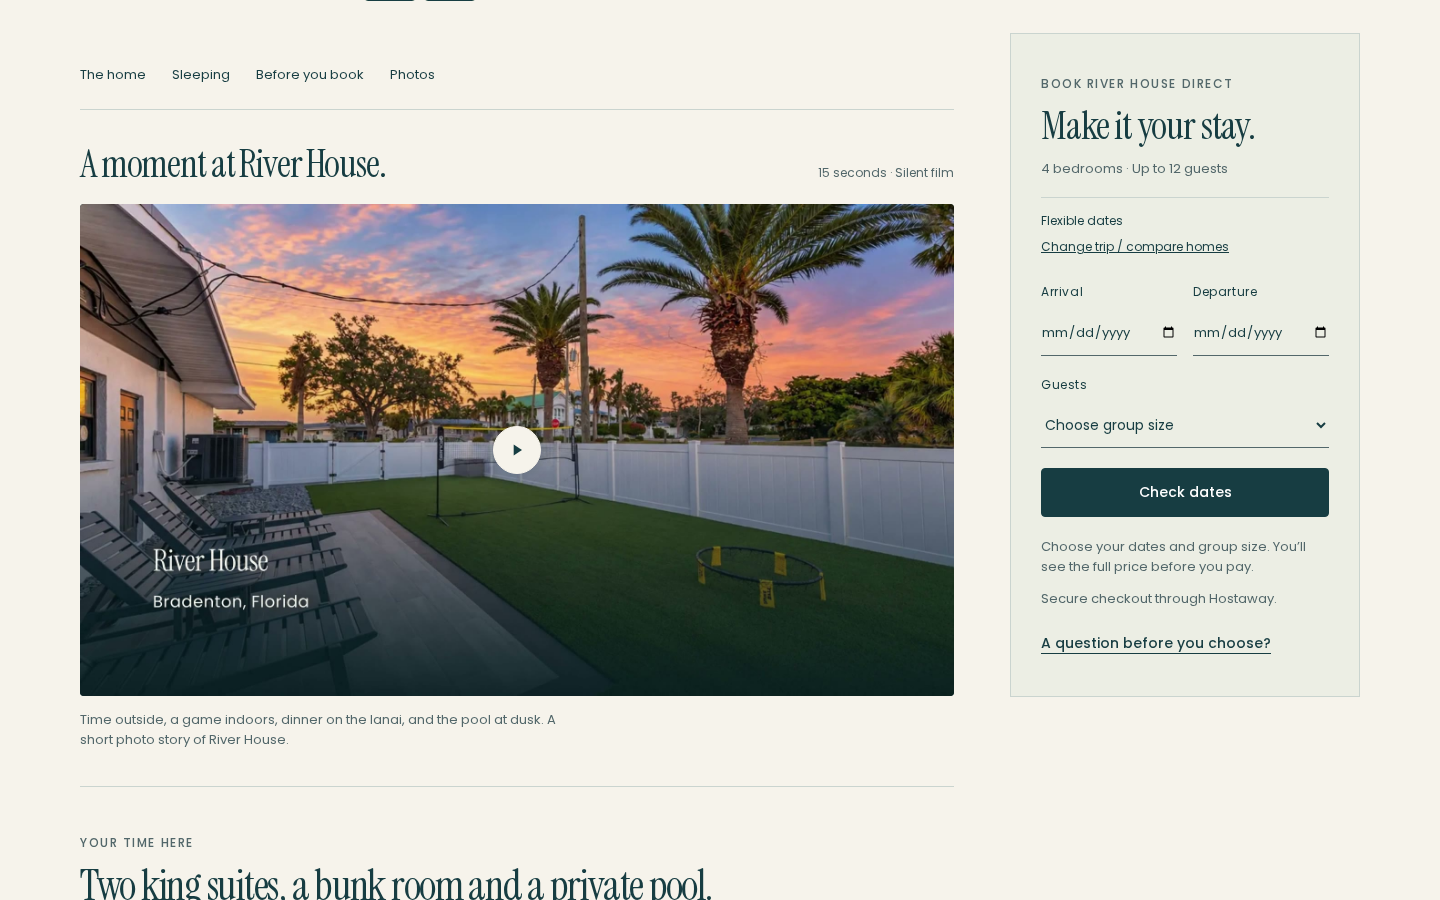 The home
Sleeping
Before you book
Photos
A moment at River House.
15 seconds · Silent film
River House
Bradenton, Florida
Time outside, a game indoors, dinner on the lanai, and the pool at dusk. A
short photo story of River House.
YOUR TIME HERE
Two king suites, a bunk room and a private pool.
BOOK RIVER HOUSE DIRECT
Make it your stay.
4 bedrooms · Up to 12 guests
Flexible dates
Change trip / compare homes
Arrival
Departure
mm/dd/yyyy
mm/dd/yyyy
Guests
Choose group size
Check dates
Choose your dates and group size. You’ll
see the full price before you pay.
Secure checkout through Hostaway.
A question before you choose?